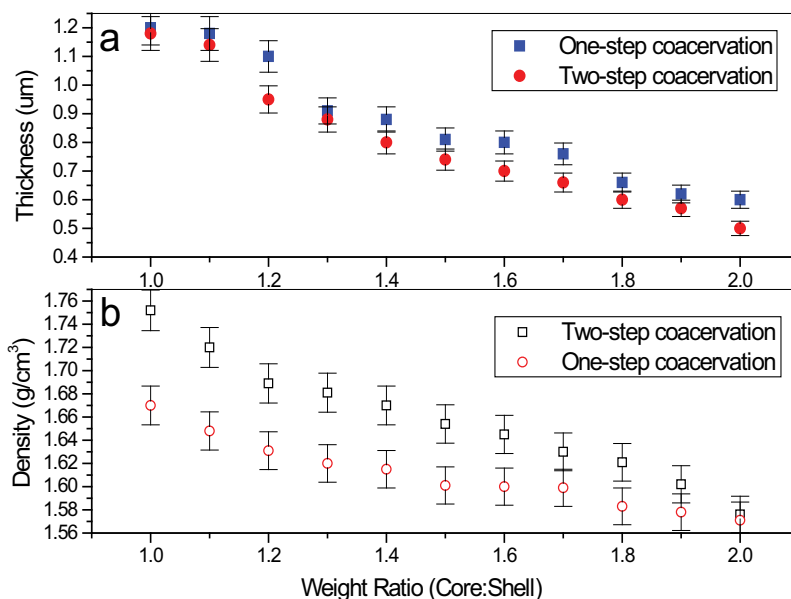 a
One-step coacervation
Two-step coacervation
Thickness (um)
1.2
1.1
1.0
0.9
0.8
0.7
0.6
0.5
0.4
1.0 1.2 1.4 1.6 1.8 2.0
b
Two-step coacervation
One-step coacervation
Density (g/cm³)
1.76
1.74
1.72
1.68
1.66
1.64
1.62
1.60
1.58
1.56
1.0 1.2 1.4 1.6 1.8 2.0
Weight Ratio (Core:Shell)